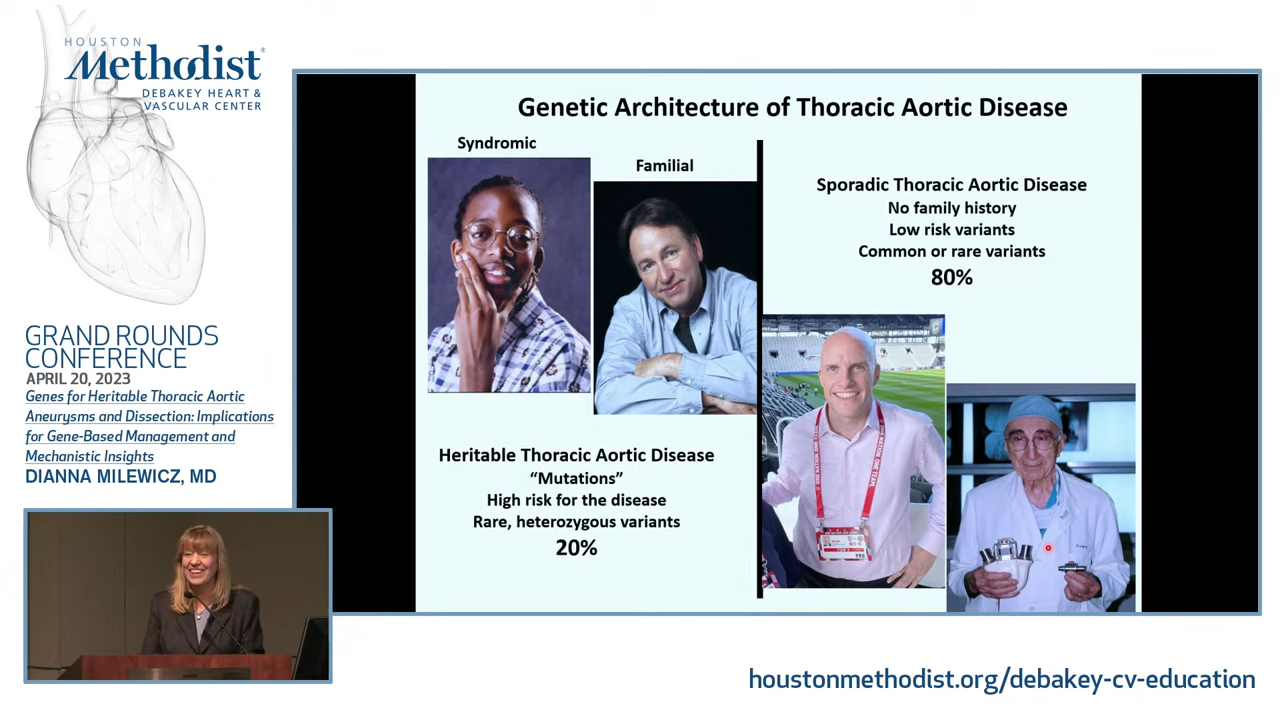 HOUSTON
Methodist®
DEBAKEY HEART &
VASCULAR CENTER
GRAND ROUNDS
CONFERENCE
APRIL 20, 2023
Genes for Heritable Thoracic Aortic
Aneurysms and Dissection: Implications
for Gene-Based Management and
Mechanistic Insights
DIANNA MILEWICZ, MD
Genetic Architecture of Thoracic Aortic Disease
Syndromic
Familial
Heritable Thoracic Aortic Disease
“Mutations”
High risk for the disease
Rare, heterozygous variants
20%
Sporadic Thoracic Aortic Disease
No family history
Low risk variants
Common or rare variants
80%
houstonmethodist.org/debakey-cv-education